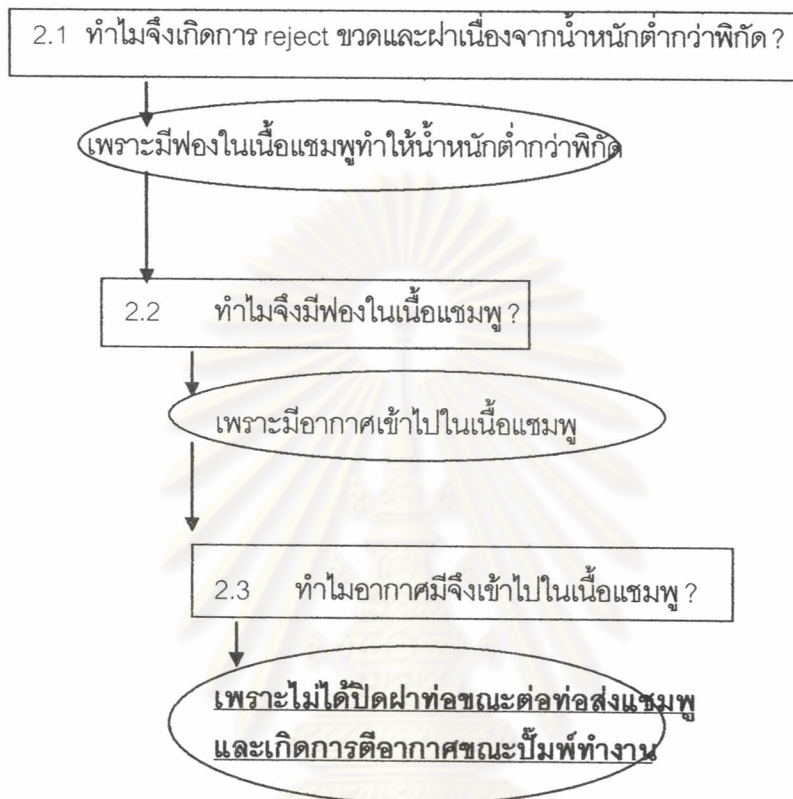 2.1 ทำไมจึงเกิดการ reject ขวดและฝาเนื่องจากน้ำหนักต่ำกว่าพิกัด ?
เพราะมีฟองในเนื้อแชมพูทำให้น้ำหนักต่ำกว่าพิกัด
2.2 ทำไมจึงมีฟองในเนื้อแชมพู ?
เพราะมีอากาศเข้าไปในเนื้อแชมพู
2.3 ทำไมอากาศมีจึงเข้าไปในเนื้อแชมพู ?
เพราะไม่ได้ปิดฝาท่อขณะต่อท่อส่งแชมพู
และเกิดการตีอากาศขณะปั๊มพ์ทำงาน